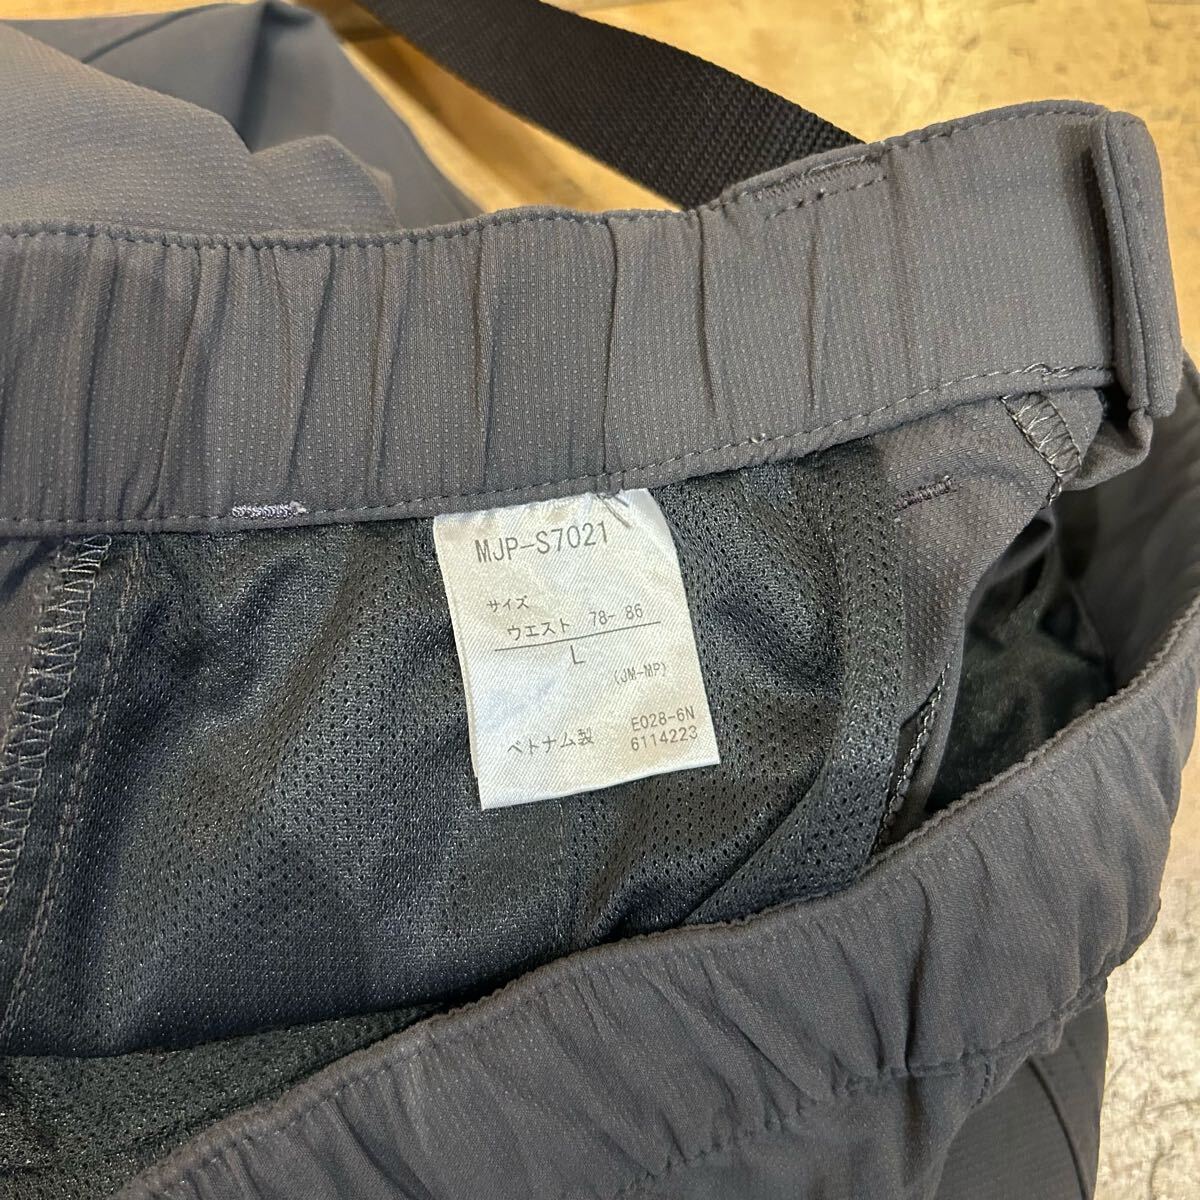 MJP-S7021
サイズ
ウエスト 78- 86
L
(JM-MP)
E028-6N
ベトナム製 6114223